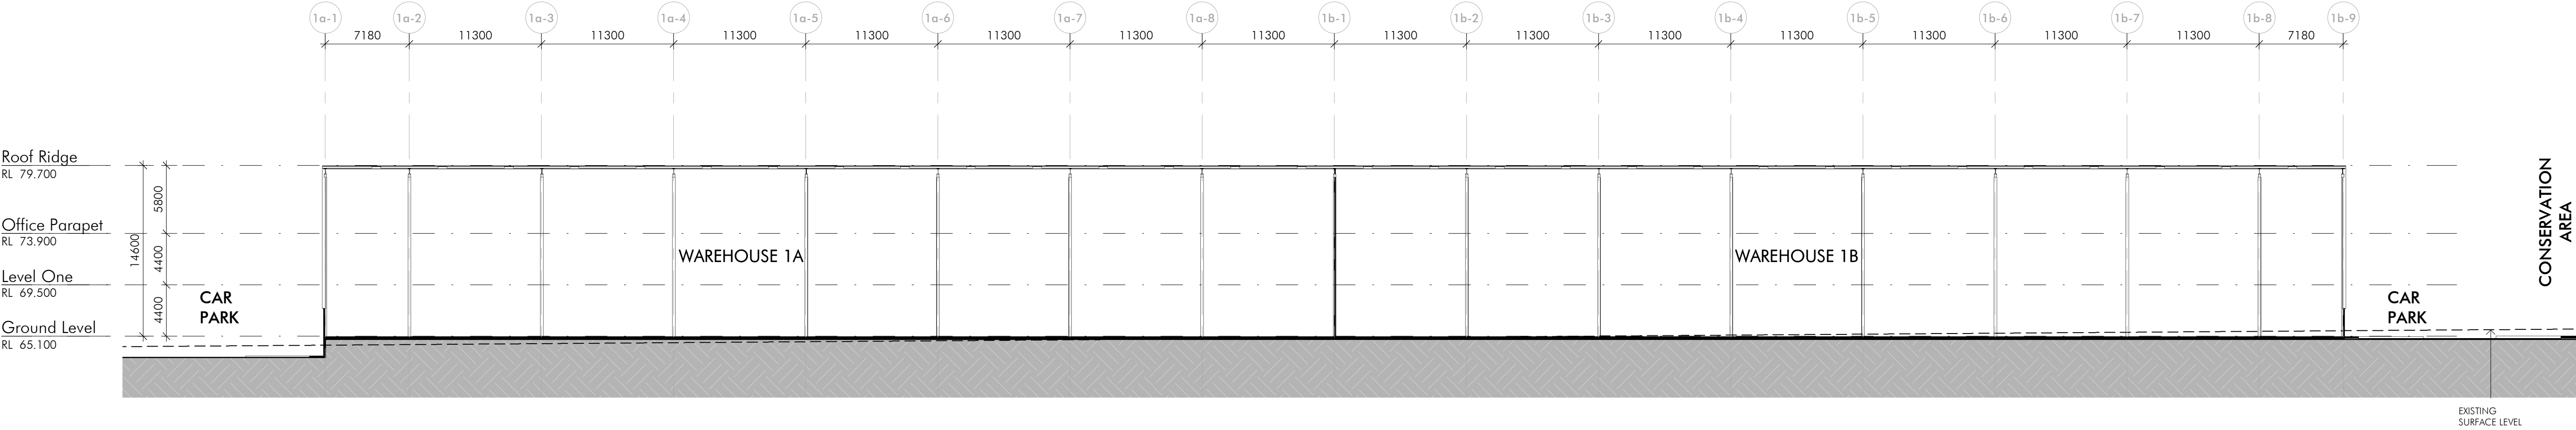 1a-1 1a-2 1a-3 1a-4 1a-5 1a-6 1a-7 1a-8 1b-1 1b-2 1b-3 1b-4 1b-5 1b-6 1b-7 1b-8 1b-9
7180 11300 11300 11300 11300 11300 11300 11300 11300 11300 11300 11300 11300 11300 11300 7180
Roof Ridge
RL 79.700
Office Parapet
RL 73.900
Level One
RL 69.500
Ground Level
RL 65.100
14600
5800
4400
4400
CAR
PARK
WAREHOUSE 1A
WAREHOUSE 1B
CAR
PARK
CONSERVATION
AREA
EXISTING
SURFACE LEVEL